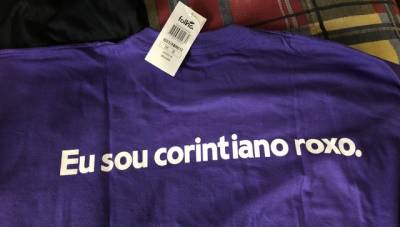 Eu sou corintiano roxo.